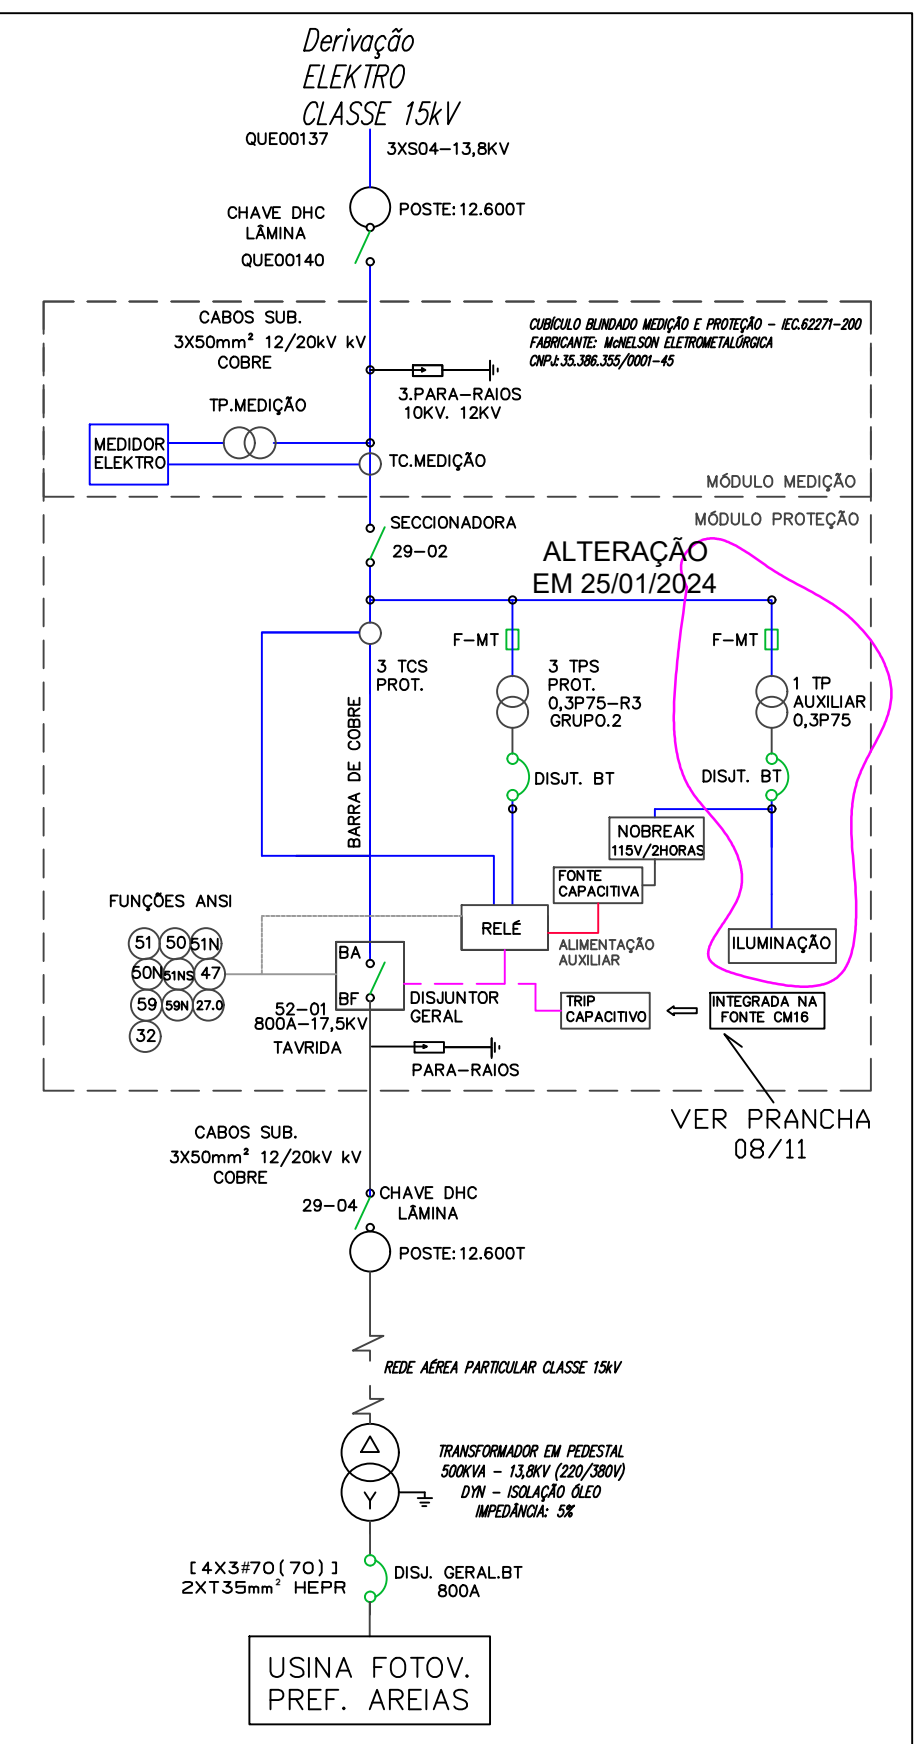 Derivação
ELEKTRO
CLASSE 15kV
QUE00137
3XS04-13,8KV
CHAVE DHC
LÂMINA
QUE00140
POSTE:12.600T
CABOS SUB.
3X50mm² 12/20kV kV
COBRE
CUBÍCULO BLINDADO MEDIÇÃO E PROTEÇÃO - IEC.62271-200
FABRICANTE: McNELSON ELETROMETALÚRGICA
CNPJ: 35.386.355/0001-45
3.PARA-RAIOS
10KV. 12KV
TP.MEDIÇÃO
MEDIDOR
ELEKTRO
TC.MEDIÇÃO
MÓDULO MEDIÇÃO
MÓDULO PROTEÇÃO
SECCIONADORA
29-02
ALTERAÇÃO
EM 25/01/2024
F-MT
F-MT
3 TCS
PROT.
3 TPS
PROT.
0,3P75-R3
GRUPO.2
1 TP
AUXILIAR
0,3P75
BARRA DE COBRE
DISJT. BT
DISJT. BT
NOBREAK
115V/2HORAS
FONTE
CAPACITIVA
FUNÇÕES ANSI
51 50 51N
50N 51NS 47
59 59N 27.0
32
RELÉ
ALIMENTAÇÃO
AUXILIAR
ILUMINAÇÃO
BA
BF
52-01
800A-17,5KV
TAVRIDA
DISJUNTOR
GERAL
TRIP
CAPACITIVO
INTEGRADA NA
FONTE CM16
PARA-RAIOS
VER PRANCHA
08/11
CABOS SUB.
3X50mm² 12/20kV kV
COBRE
29-04
CHAVE DHC
LÂMINA
POSTE:12.600T
REDE AÉREA PARTICULAR CLASSE 15kV
TRANSFORMADOR EM PEDESTAL
500KVA - 13,8KV (220/380V)
DYN - ISOLAÇÃO ÓLEO
IMPEDÂNCIA: 5%
Y
[4X3#70(70)]
2XT35mm² HEPR
DISJ. GERAL.BT
800A
USINA FOTOV.
PREF. AREIAS